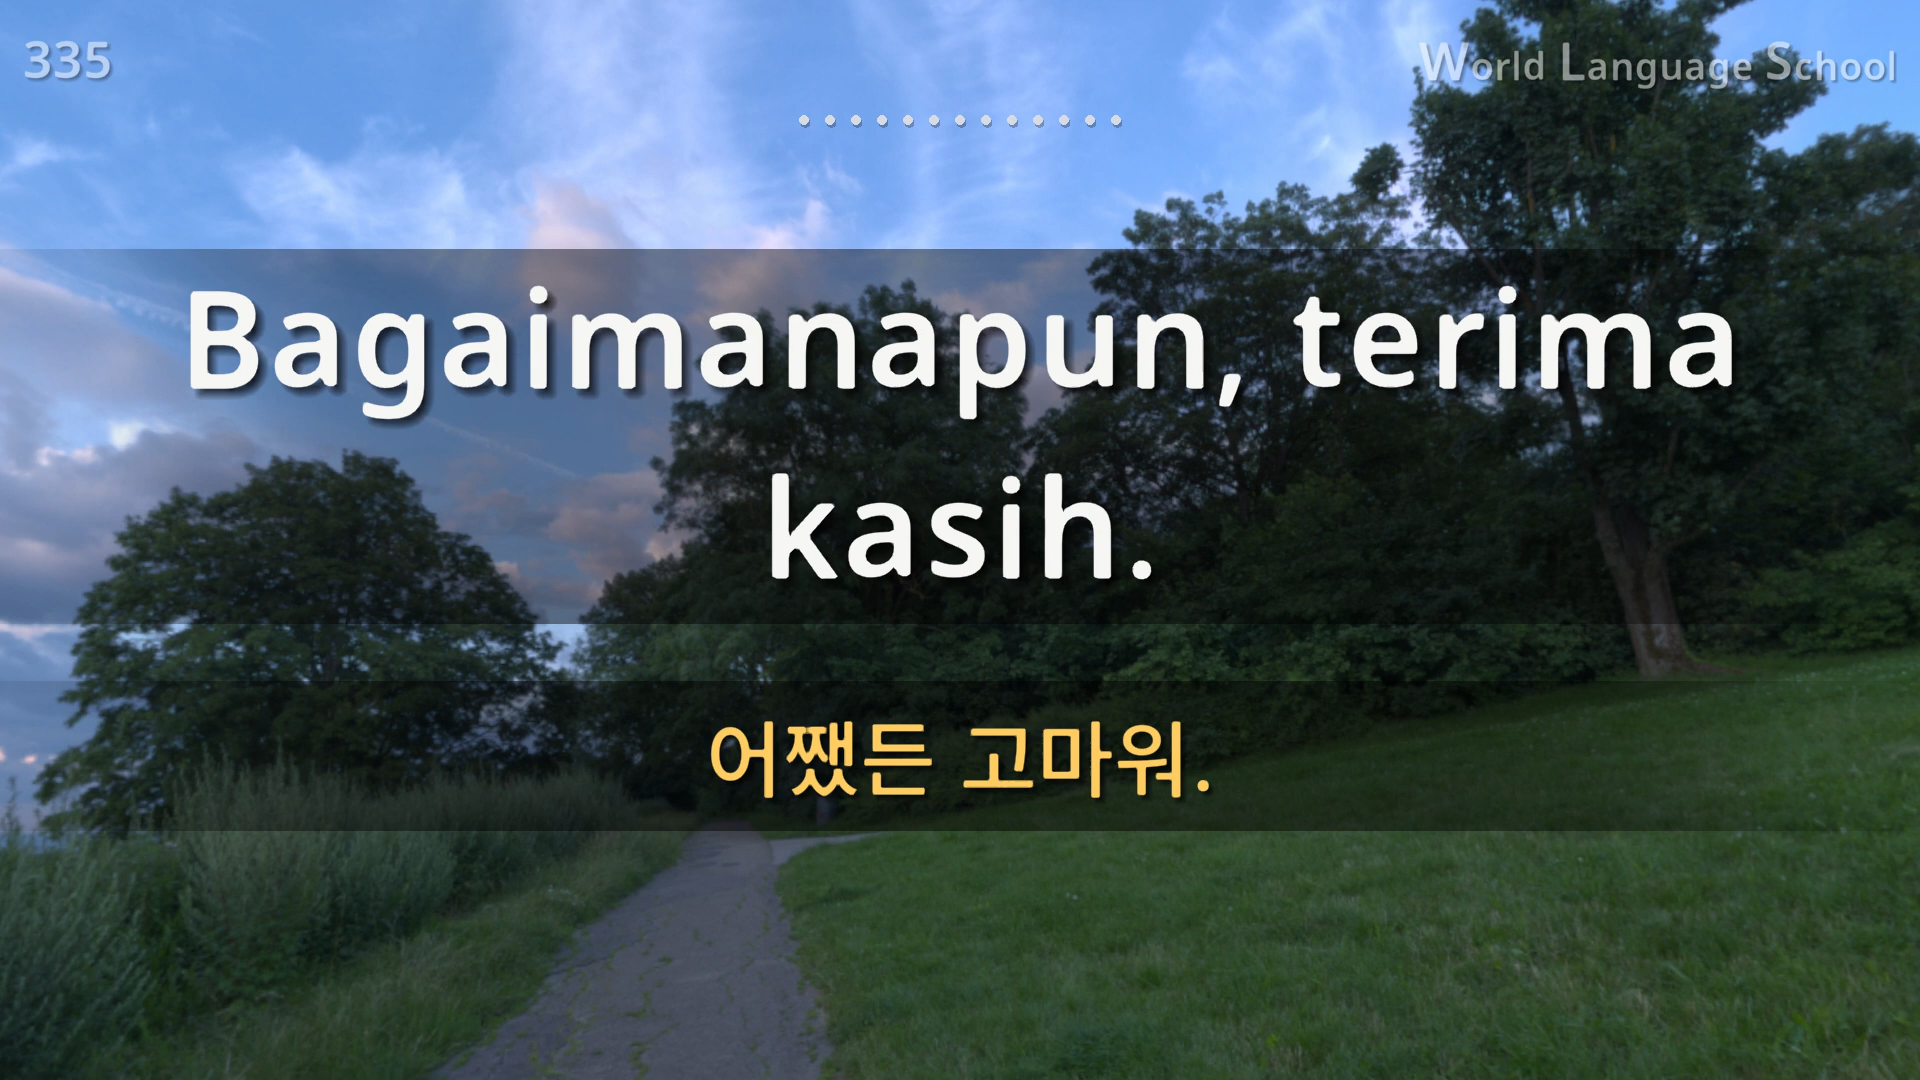 335
World Language School
Bagaimanapun, terima
kasih.
어쨌든 고마워.